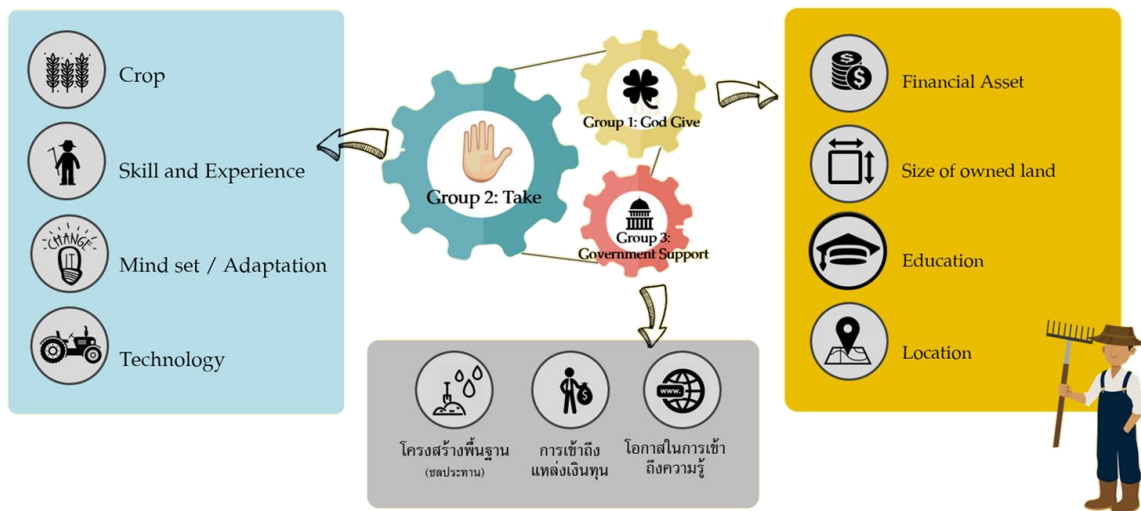 Crop
Skill and Experience
CHANGE
IT
Mind set / Adaptation
Technology
Group 1: God Give
Group 2: Take
Group 3:
Government Support
$
$
Financial Asset
Size of owned land
Education
Location
$
www.
โครงสร้างพื้นฐาน
(ชลประทาน)
การเข้าถึง
แหล่งเงินทุน
โอกาสในการเข้า
ถึงความรู้